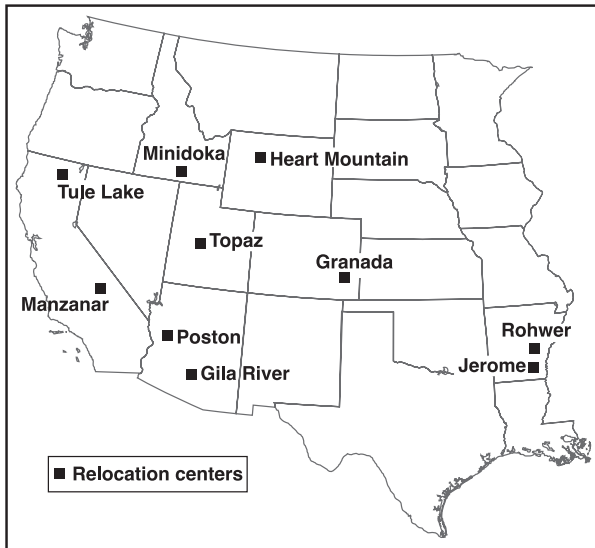 Minidoka
Heart Mountain
Tule Lake
Topaz
Granada
Manzanar
Poston
Rohwer
Jerome
Gila River
Relocation centers